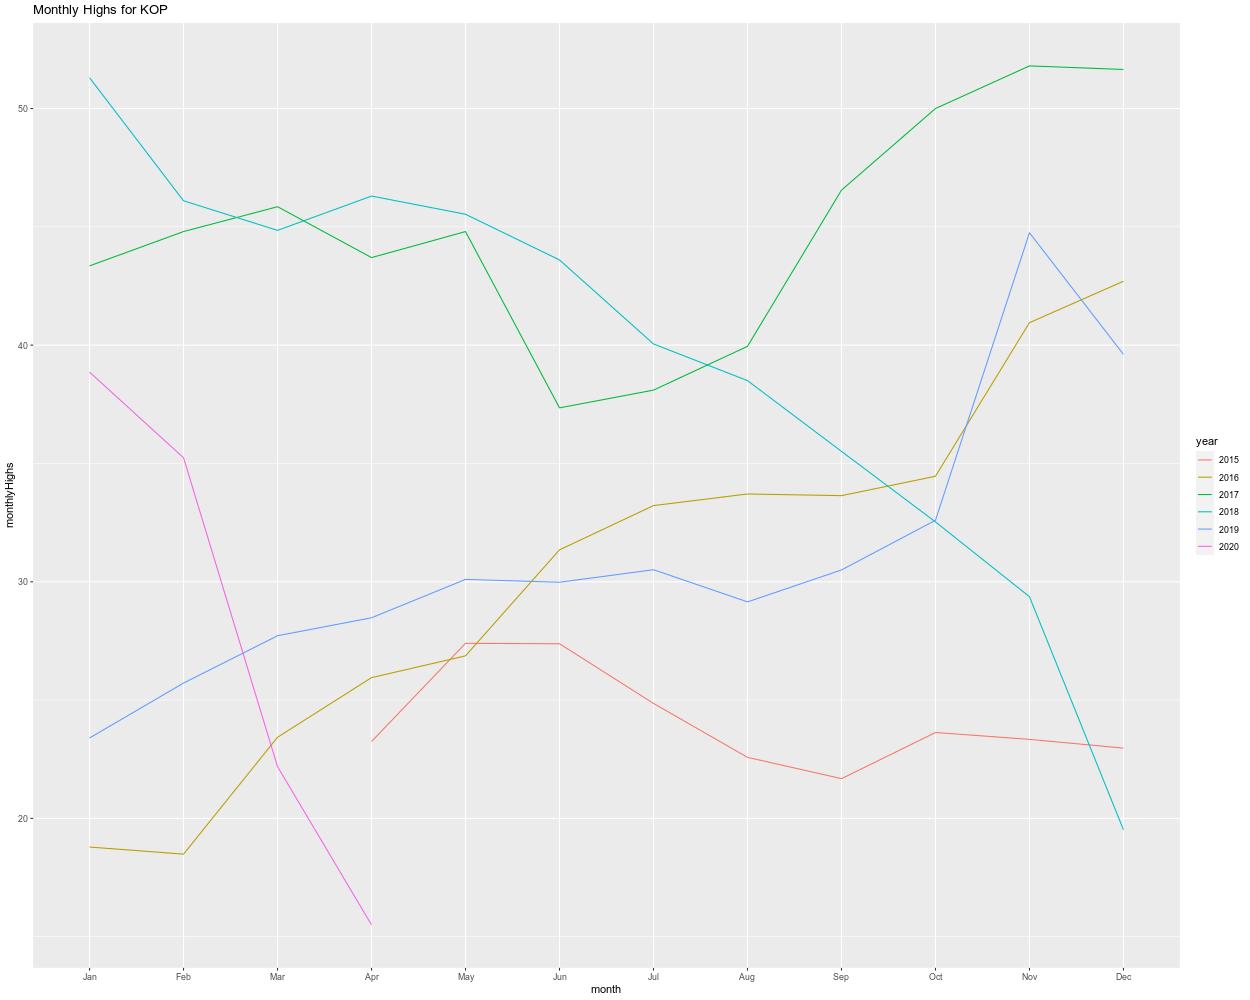 Monthly Highs for KOP
50
40
30
20
monthlyHighs
Jan Feb Mar Apr May Jun Jul Aug Sep Oct Nov Dec
month
year
2015
2016
2017
2018
2019
2020